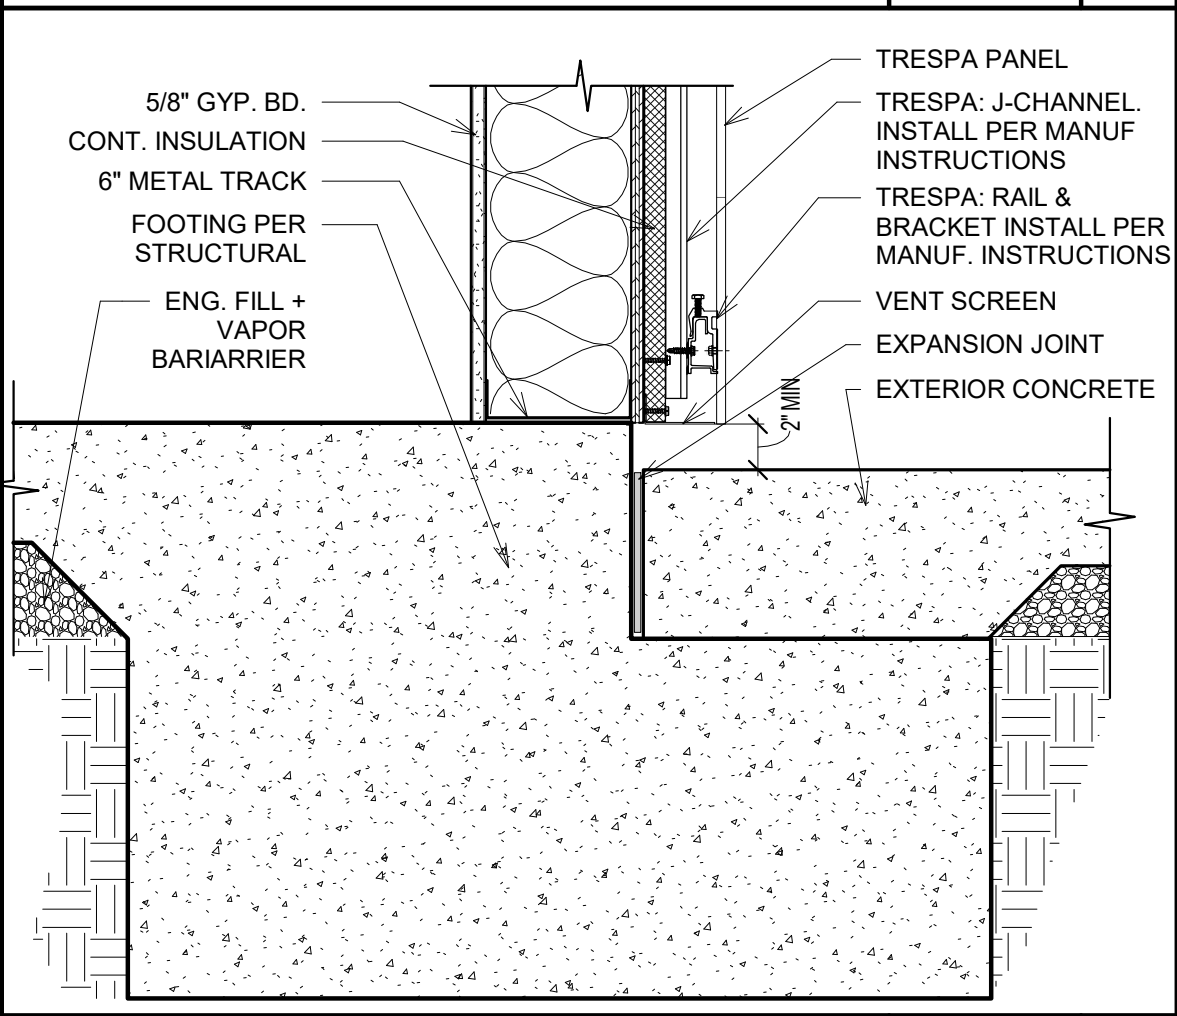 5/8" GYP. BD.
CONT. INSULATION
6" METAL TRACK
FOOTING PER
STRUCTURAL
ENG. FILL +
VAPOR
BARIARRIER
TRESPA PANEL
TRESPA: J-CHANNEL.
INSTALL PER MANUF
INSTRUCTIONS
TRESPA: RAIL &
BRACKET INSTALL PER
MANUF. INSTRUCTIONS
VENT SCREEN
EXPANSION JOINT
EXTERIOR CONCRETE
2" MIN